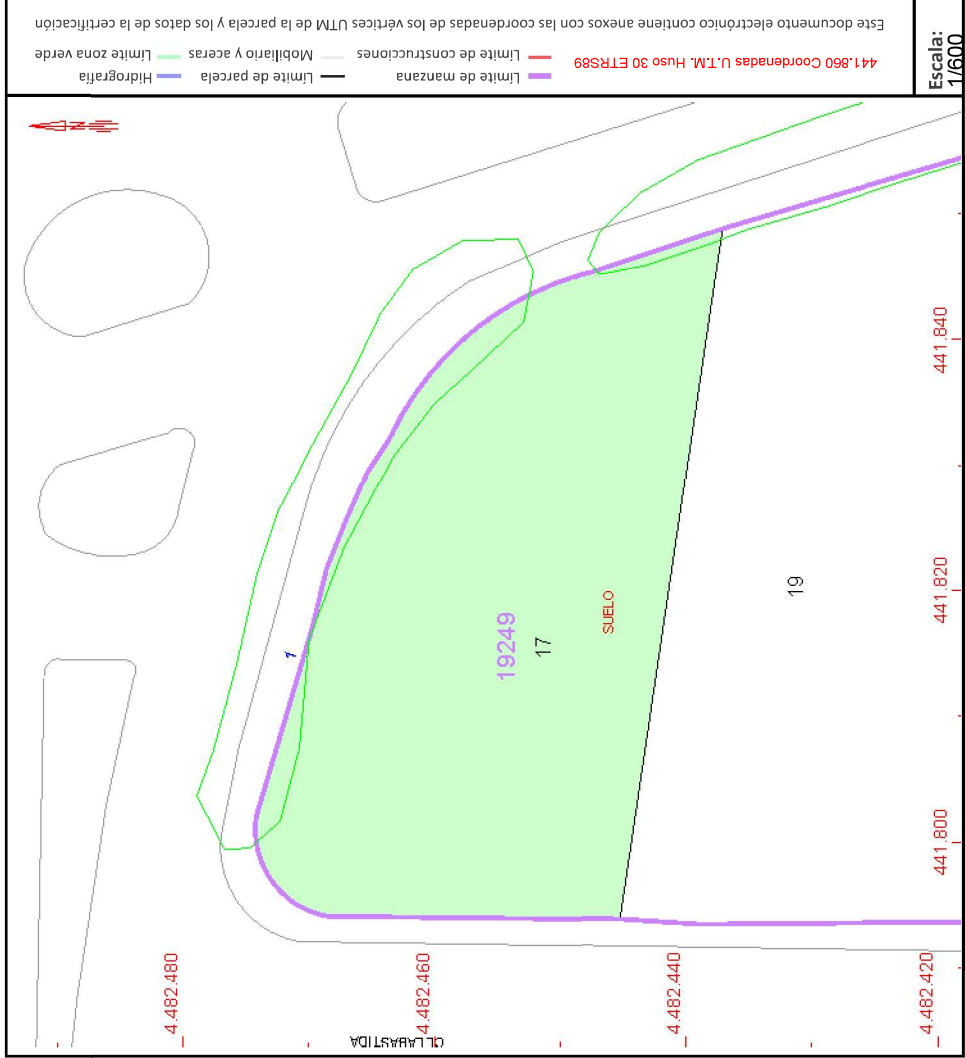 Este documento electrónico contiene anexos con las coordenadas de los vértices UTM de la parcela y los datos de la certificación
441.860 Coordenadas U.T.M. Huso 30 ETRS89
Límite de manzana
Límite de parcela
Hidrografía
Límite de construcciones
Mobiliario y aceras
Límite zona verde
Escala:
1/600
N
1
19249
17
SUELO
19
441.840
441.820
441.800
4.482.480
4.482.460
4.482.440
4.482.420